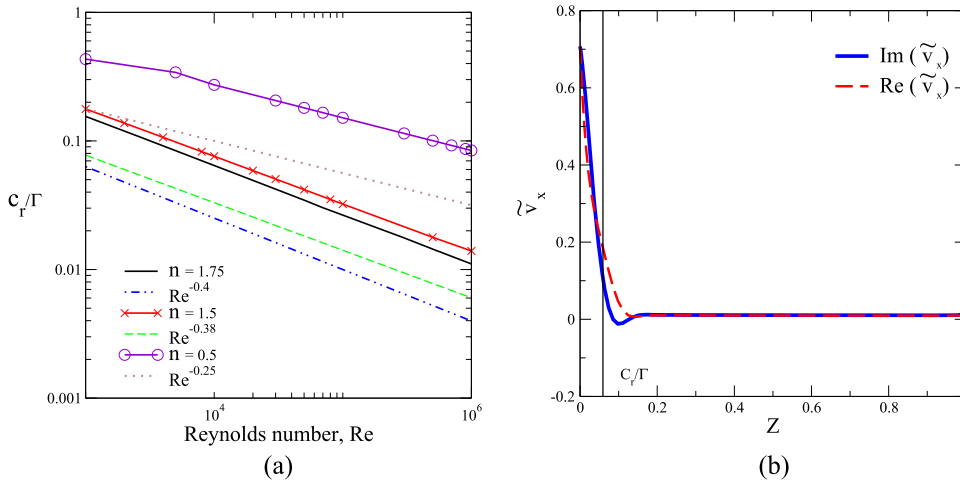 1
0.1
c_r/Γ
0.01
0.001
n = 1.75
Re^-0.4
n = 1.5
Re^-0.38
n = 0.5
Re^-0.25
10^4
10^6
Reynolds number, Re
(a)
0.8
0.6
0.4
0.2
0
-0.2
ṽ_x
Im (ṽ_x)
Re (ṽ_x)
C_r/Γ
0 0.2 0.4 0.6 0.8
Z
(b)